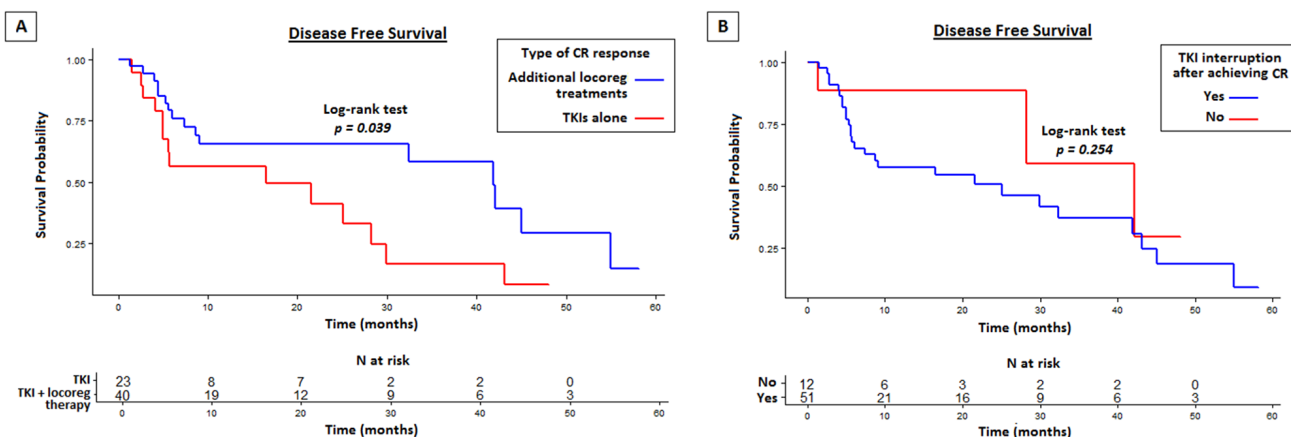 A
Disease Free Survival
Type of CR response
Additional locoreg
treatments
TKIs alone
Log-rank test
p = 0.039
Survival Probability
1.00
0.75
0.50
0.25
0 10 20 30 40 50 60
Time (months)
N at risk
TKI 23 8 7 2 2 0
TKI + locoreg
therapy 40 19 12 9 6 3
0 10 20 30 40 50 60
Time (months)
B
Disease Free Survival
TKI interruption
after achieving CR
Yes
No
Log-rank test
p = 0.254
Survival Probability
1.00
0.75
0.50
0.25
0 10 20 30 40 50 60
Time (months)
N at risk
No 12 6 3 2 2 0
Yes 51 21 16 9 6 3
0 10 20 30 40 50 60
Time (months)